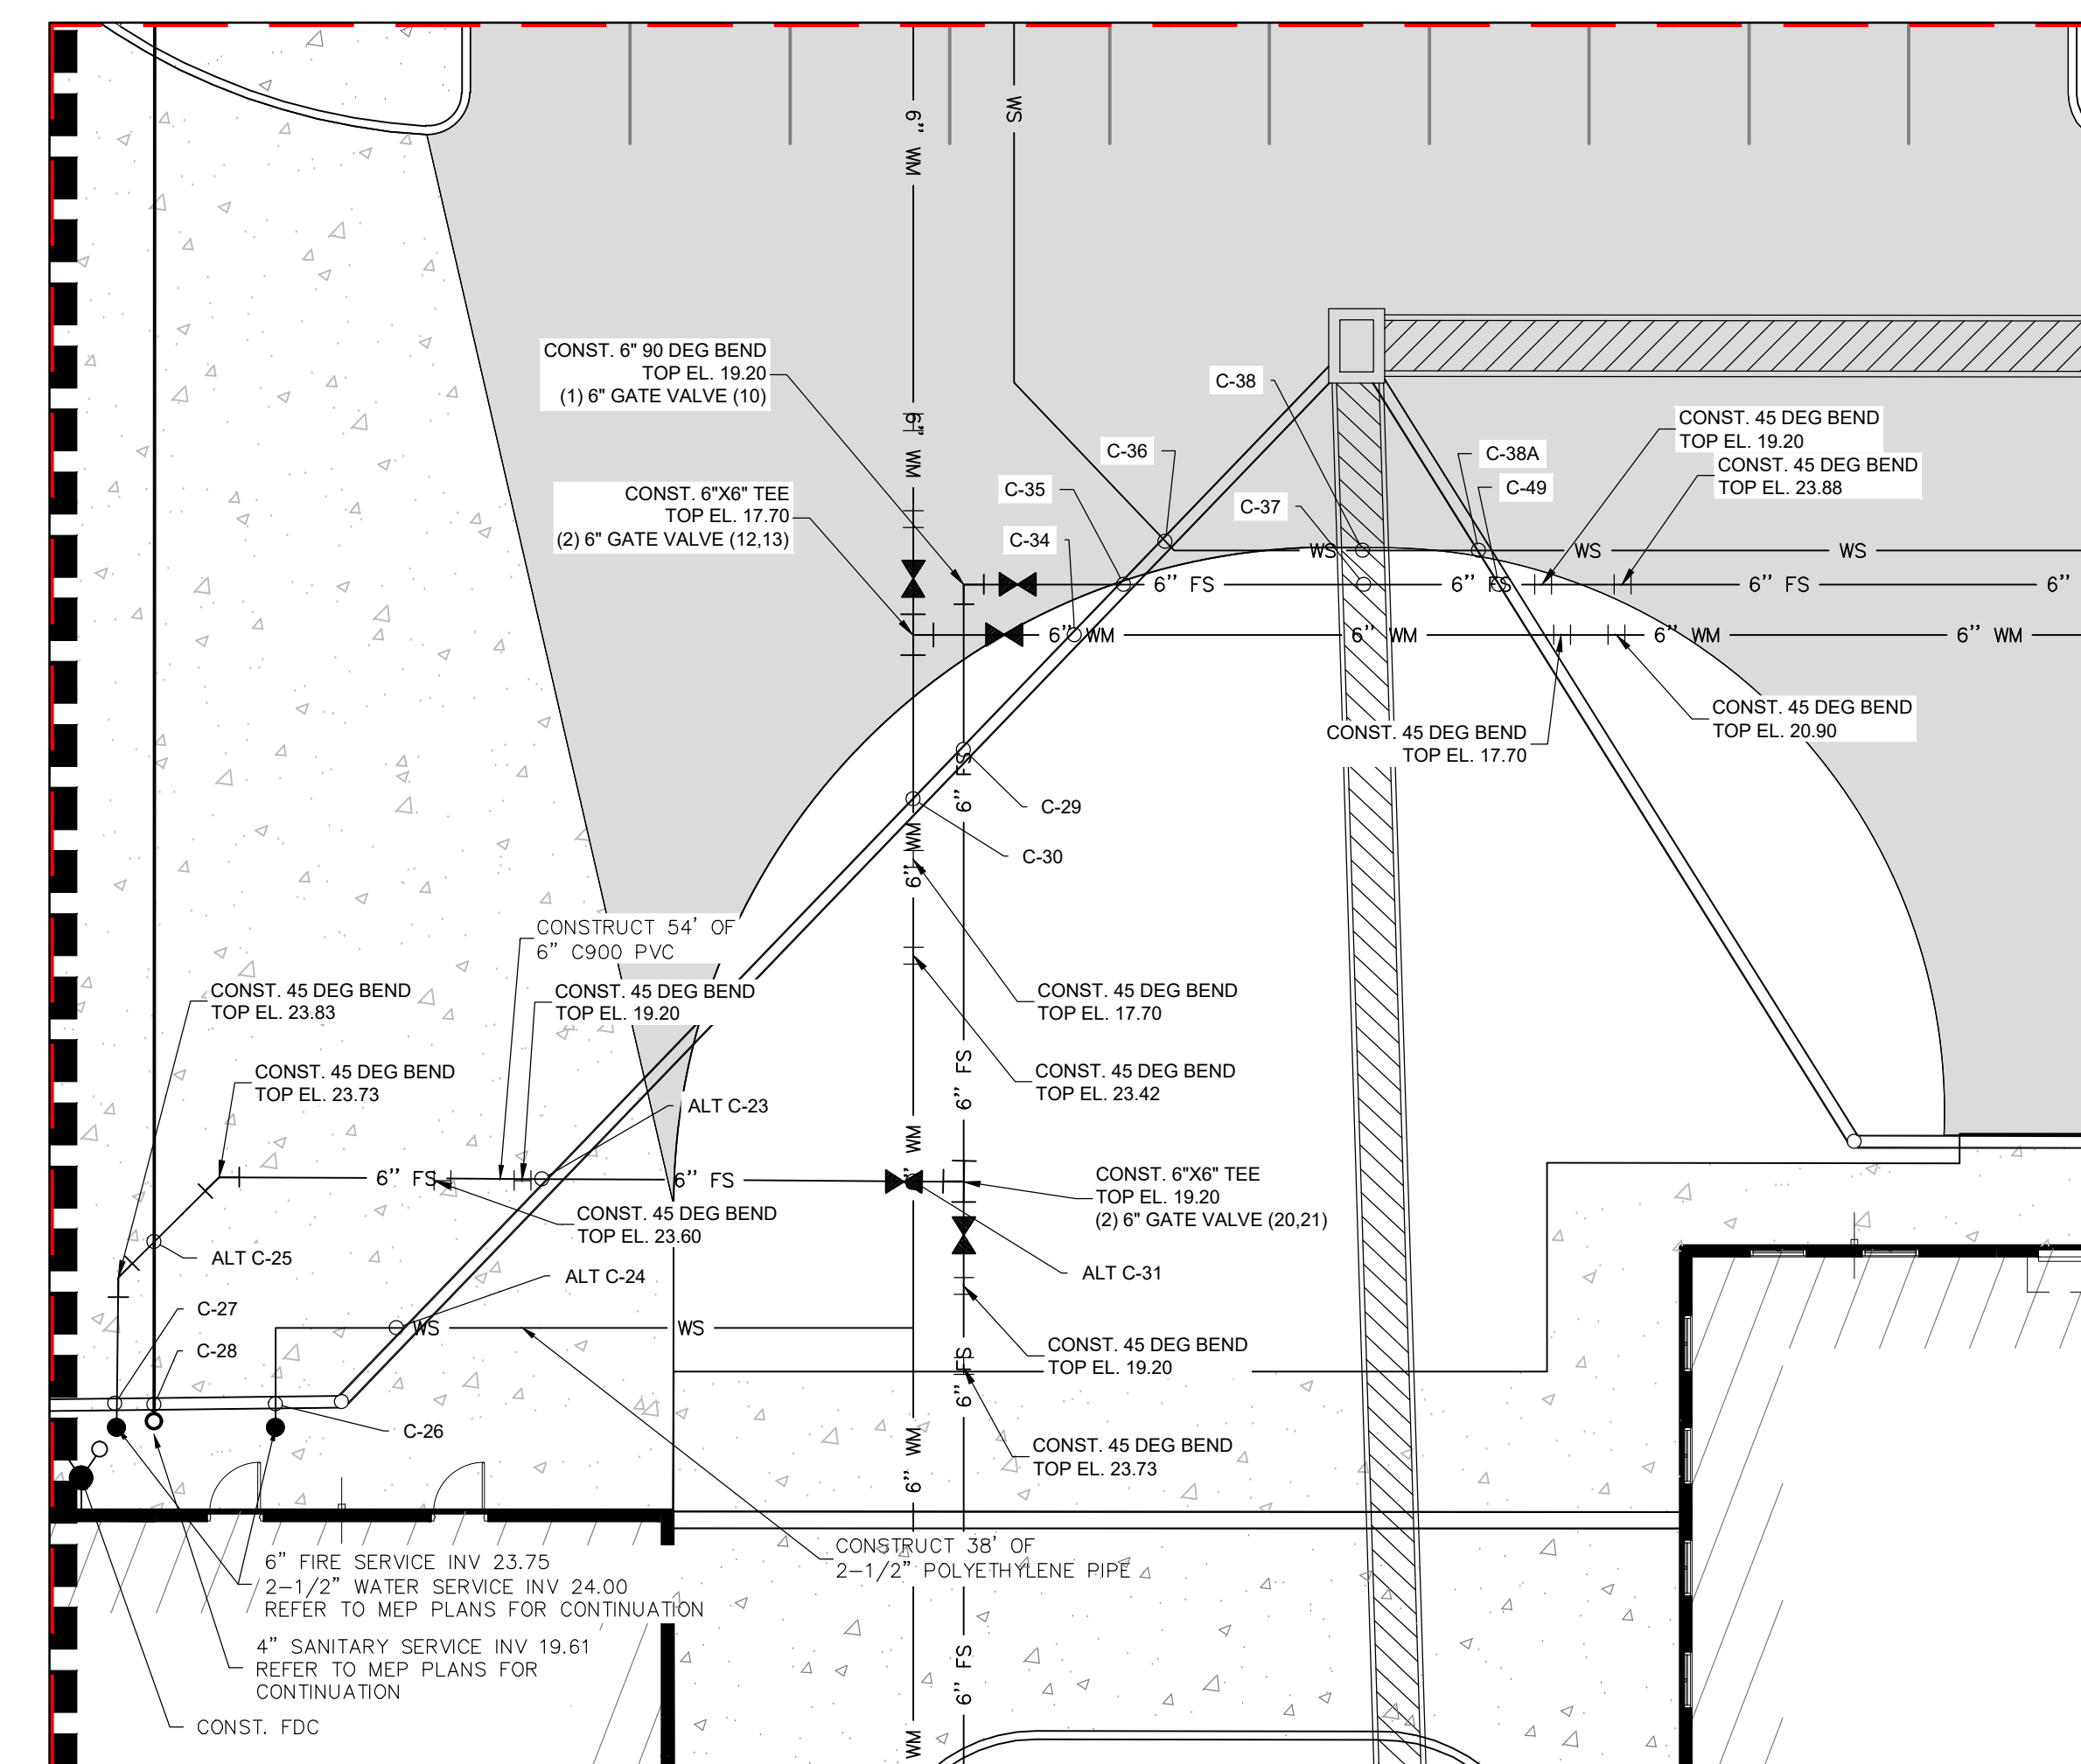 6” WM
WS
6” WM
CONST. 6" 90 DEG BEND
TOP EL. 19.20
(1) 6" GATE VALVE (10)
CONST. 6"X6" TEE
TOP EL. 17.70
(2) 6" GATE VALVE (12,13)
C-38
C-36
C-35
C-34
C-37
C-38A
C-49
CONST. 45 DEG BEND
TOP EL. 19.20
CONST. 45 DEG BEND
TOP EL. 23.88
WS
WS
WS
6” FS
6” FS
6” FS
6”
6” WM
6” WM
6” WM
6” WM
CONST. 45 DEG BEND
TOP EL. 20.90
CONST. 45 DEG BEND
TOP EL. 17.70
6” FS
C-29
6” WM
C-30
CONSTRUCT 54’ OF
6” C900 PVC
CONST. 45 DEG BEND
TOP EL. 23.83
CONST. 45 DEG BEND
TOP EL. 19.20
CONST. 45 DEG BEND
TOP EL. 17.70
CONST. 45 DEG BEND
TOP EL. 23.73
CONST. 45 DEG BEND
TOP EL. 23.42
6” FS
ALT C-23
6” WM
6” FS
6” FS
CONST. 6"X6" TEE
TOP EL. 19.20
(2) 6" GATE VALVE (20,21)
CONST. 45 DEG BEND
TOP EL. 23.60
ALT C-25
ALT C-24
ALT C-31
C-27
C-28
WS
WS
CONST. 45 DEG BEND
TOP EL. 19.20
6” FS
C-26
6” WM
CONST. 45 DEG BEND
TOP EL. 23.73
CONSTRUCT 38’ OF
2-1/2” POLYETHYLENE PIPE
6” FIRE SERVICE INV 23.75
2-1/2” WATER SERVICE INV 24.00
REFER TO MEP PLANS FOR CONTINUATION
4” SANITARY SERVICE INV 19.61
REFER TO MEP PLANS FOR
CONTINUATION
CONST. FDC
6” FS
WM